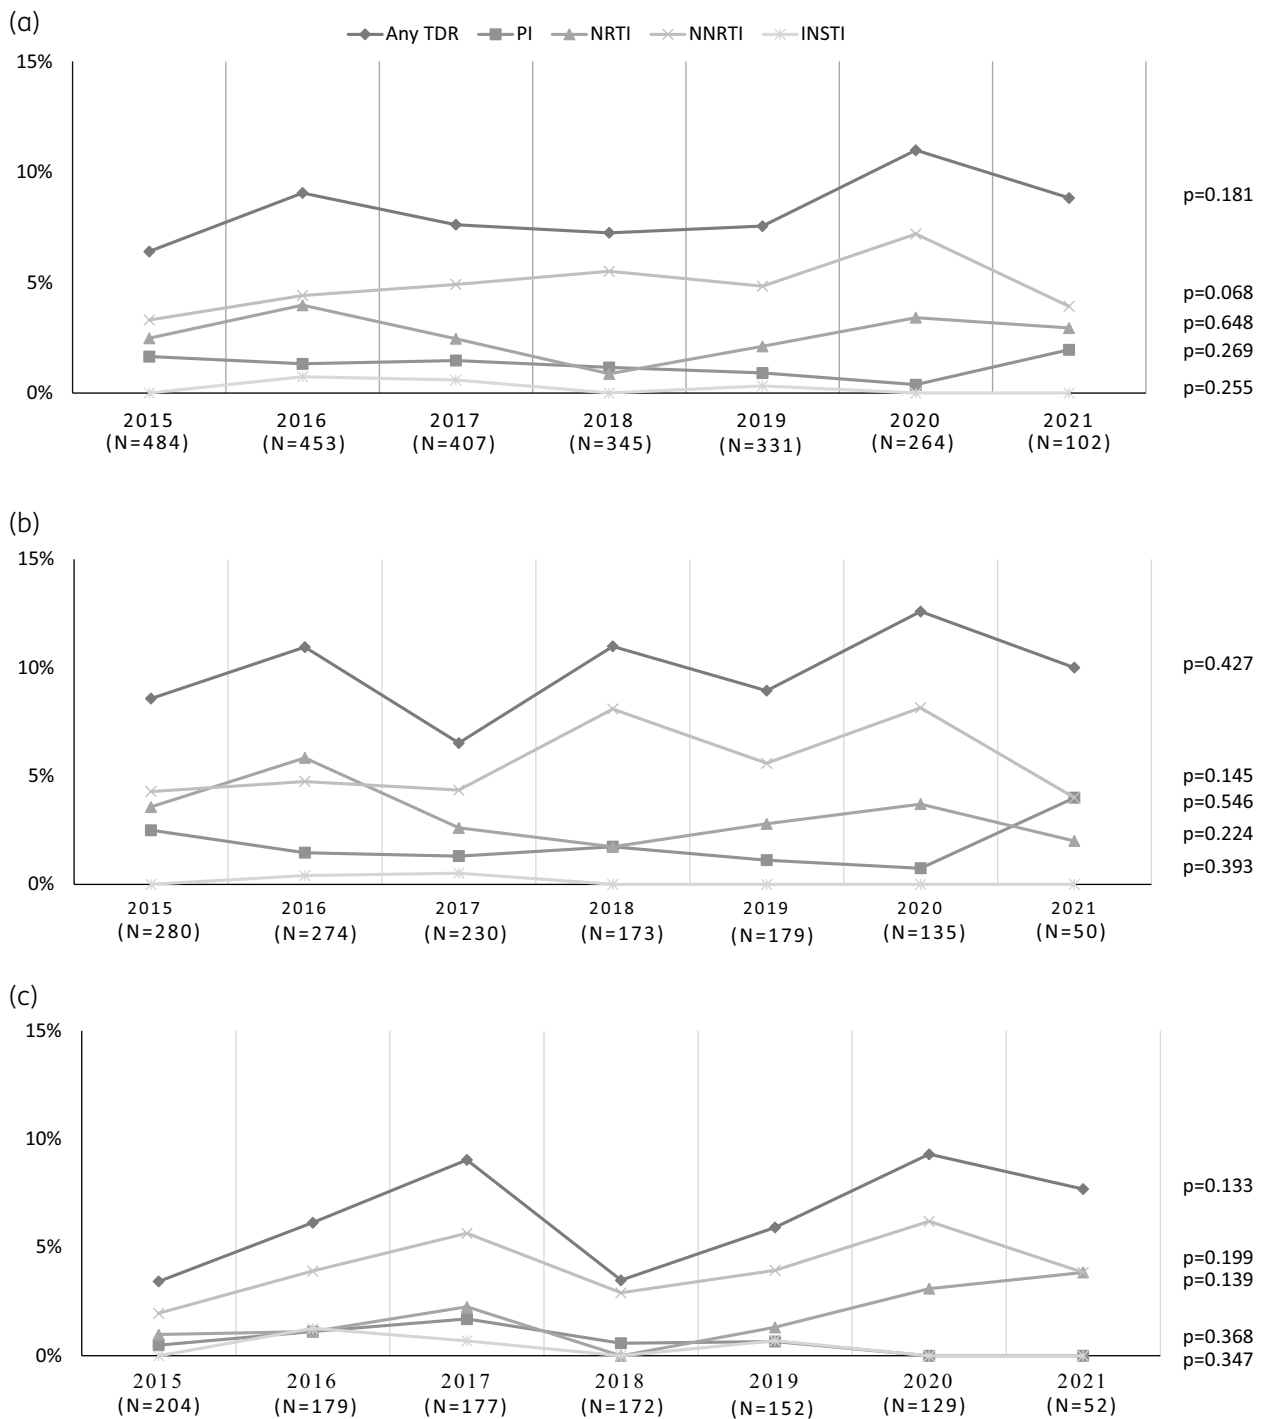 (a)
Any TDR PI NRTI NNRTI INSTI
15%
10%
5%
0%
p=0.181
p=0.068
p=0.648
p=0.269
p=0.255
2015 2016 2017 2018 2019 2020 2021
(N=484) (N=453) (N=407) (N=345) (N=331) (N=264) (N=102)
(b)
15%
10%
5%
0%
p=0.427
p=0.145
p=0.546
p=0.224
p=0.393
2015 2016 2017 2018 2019 2020 2021
(N=280) (N=274) (N=230) (N=173) (N=179) (N=135) (N=50)
(c)
15%
10%
5%
0%
p=0.133
p=0.199
p=0.139
p=0.368
p=0.347
2015 2016 2017 2018 2019 2020 2021
(N=204) (N=179) (N=177) (N=172) (N=152) (N=129) (N=52)